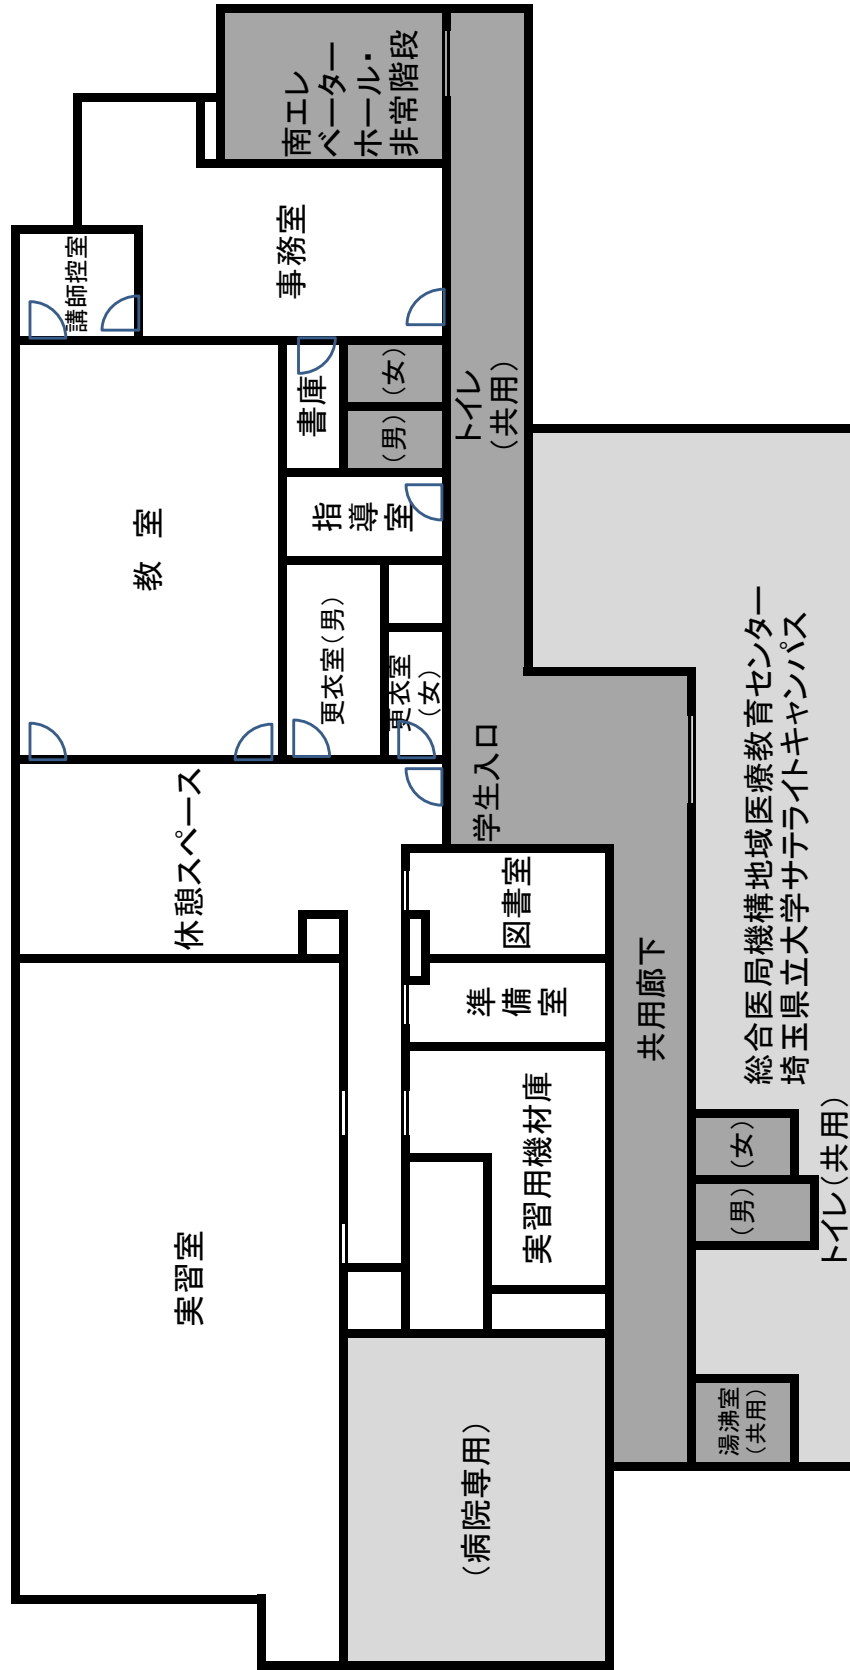 実習室
休憩スペース
教 室
講師控室
事務室
南エレ
ベーター
ホール・
非常階段
書庫
(女)
(男)
指
導
室
更衣室(男)
更衣室
(女)
トイレ
(共用)
学生入口
図書室
準
備
室
実習用機材庫
(病院専用)
共用廊下
総合医局機構地域医療教育センター
埼玉県立大学サテライトキャンパス
(女)
(男)
トイレ(共用)
湯沸室
(共用)